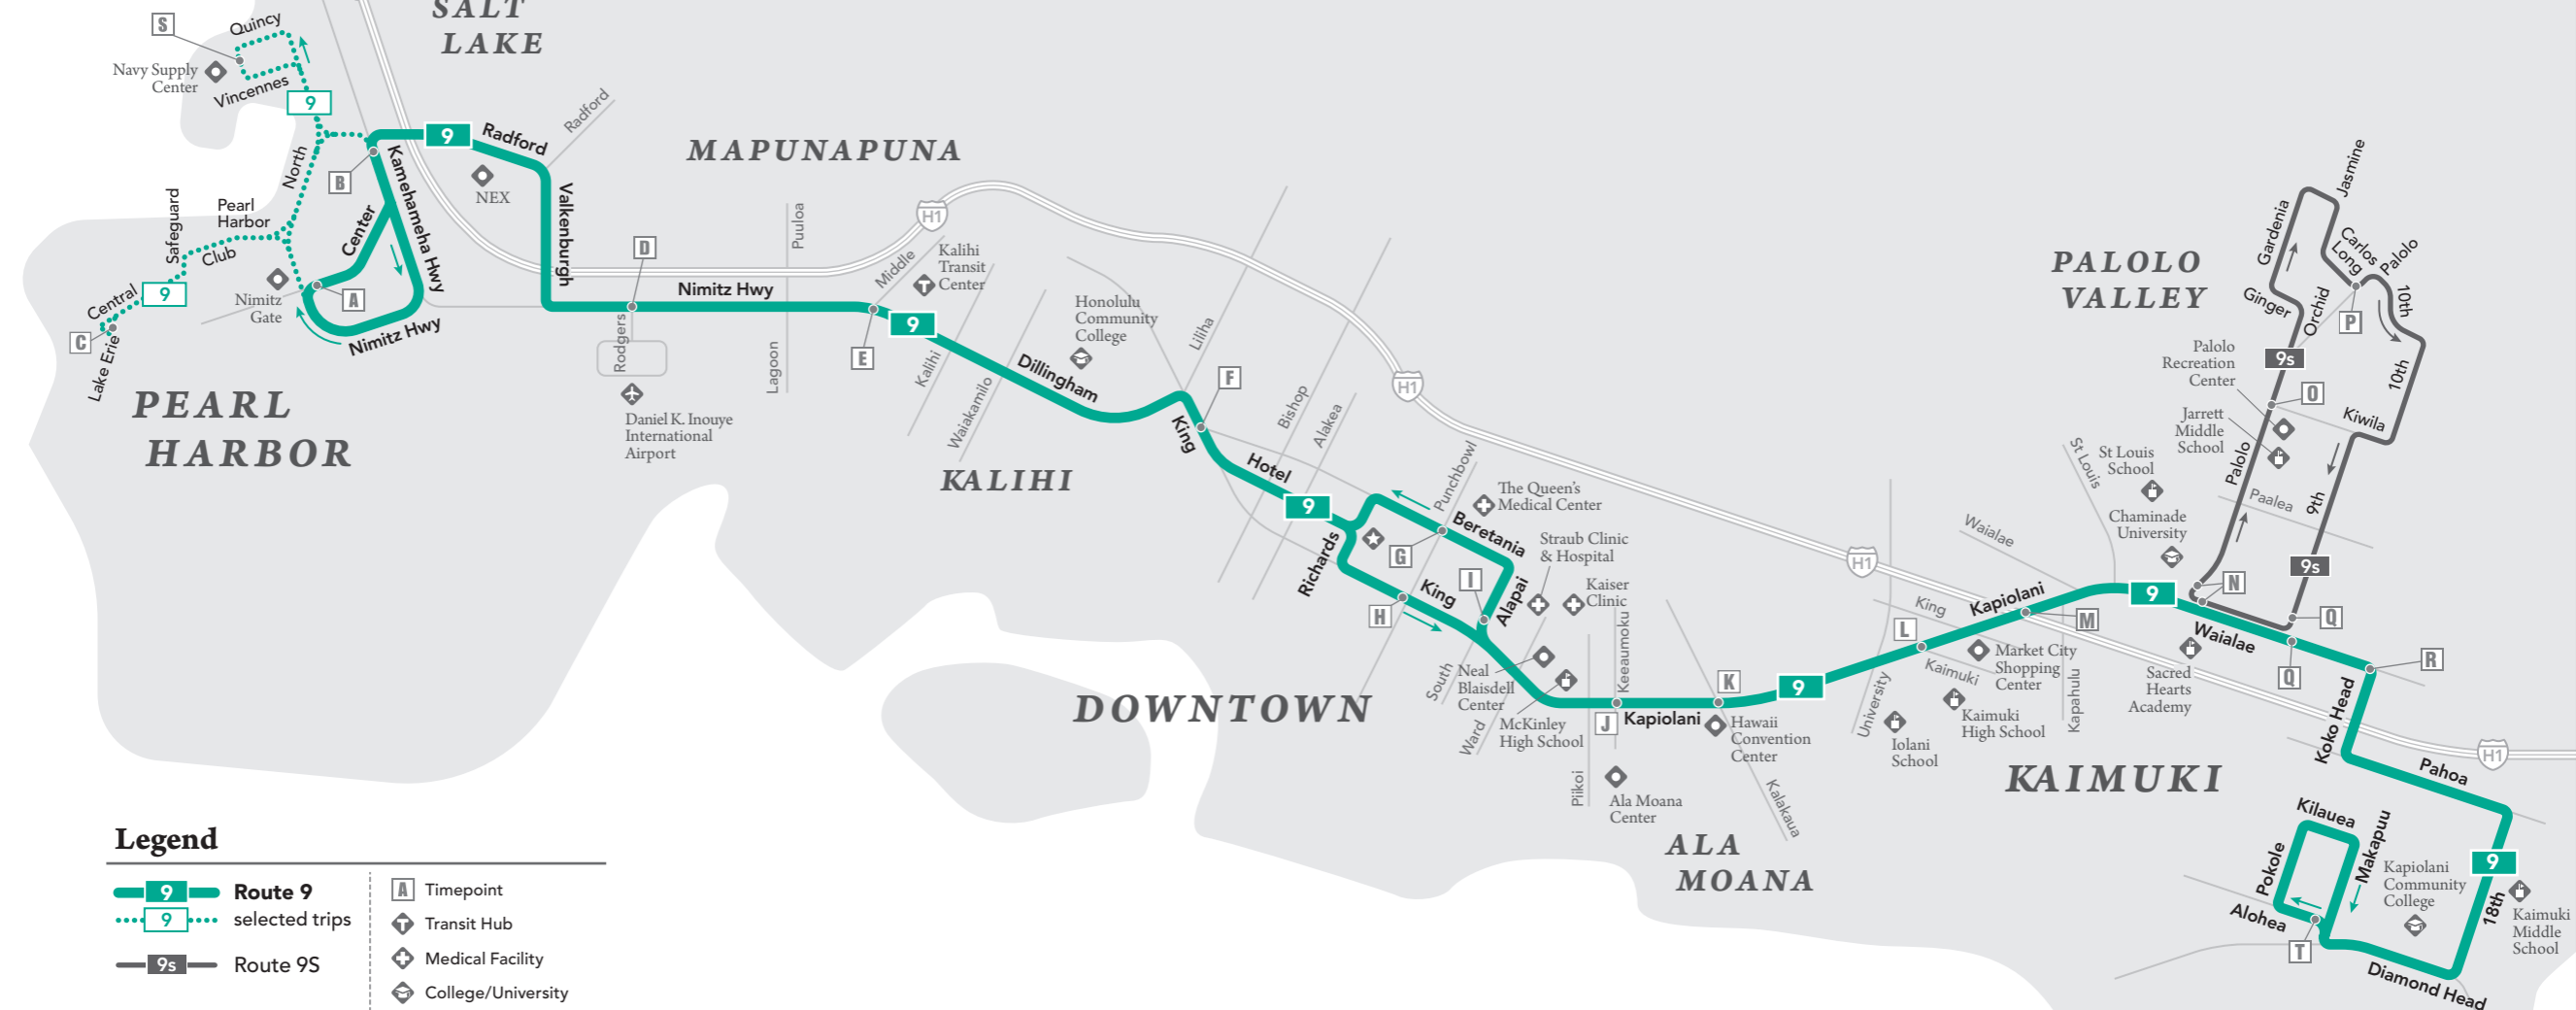 SALT
LAKE
S
Quincy
Navy Supply
Center
Vincennes
9
North
B
Kamehameha Hwy
9
Radford
Radford
NEX
Valkenburgh
MAPUNAPUNA
Safeguard
Pearl
Harbor
Club
Center
A
Nimitz
Gate
Nimitz Hwy
Central
9
C
Lake Erie
PEARL
HARBOR
D
Nimitz Hwy
Rodgers
Daniel K. Inouye
International
Airport
Puuloa
Lagoon
H1
Middle
Kalihi
Transit
Center
E
9
Kalihi
Waiakamilo
Honolulu
Community
College
Dillingham
KALIHI
Liliha
F
King
Hotel
Bishop
Alakea
H1
9
Richards
Punchbowl
The Queen's
Medical Center
Beretania
G
Straub Clinic
& Hospital
I
Alapai
King
H
Kaiser
Clinic
Keeaumoku
South
Neal
Blaisdell
Center
Ward
McKinley
High School
DOWNTOWN
J
Kapiolani
Piikoi
Ala Moana
Center
K
Hawaii
Convention
Center
Kalakaua
ALA
MOANA
9
University
L
H1
King
Waialae
Kapiolani
M
Kaimuki
Market City
Shopping
Center
Iolani
School
Kaimuki
High School
Kapahulu
KAIMUKI
St Louis
St Louis
School
Chaminade
University
9
PALOLO
VALLEY
Gardenia
Jasmine
Carlos
Long
Palolo
Ginger
Orchid
P
10th
10th
9s
Palolo
Recreation
Center
O
Jarrett
Middle
School
Kiwila
Palolo
Paalea
9th
9s
N
Q
Waialae
Sacred
Hearts
Academy
Q
R
Koko Head
H1
Pahoa
Kilauea
Makapuu
Pokole
Kapiolani
Community
College
9
18th
Kaimuki
Middle
School
Alohea
T
Diamond Head
Legend
9 Route 9
9 selected trips
9s Route 9S
A Timepoint
Transit Hub
Medical Facility
College/University